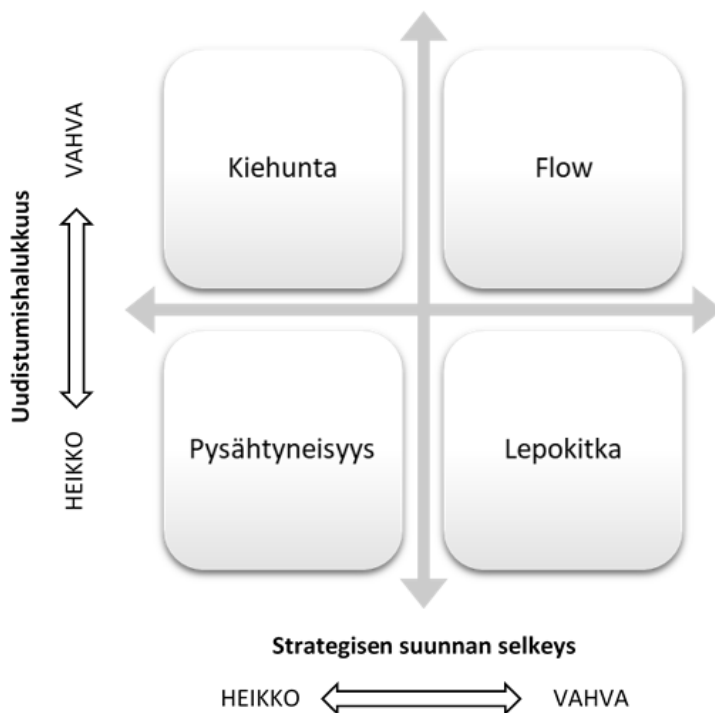 Kiehunta
Flow
Pysähtyneisyys
Lepokitka
Uudistumishalukkuus
VAHVA
HEIKKO
Strategisen suunnan selkeys
HEIKKO
VAHVA